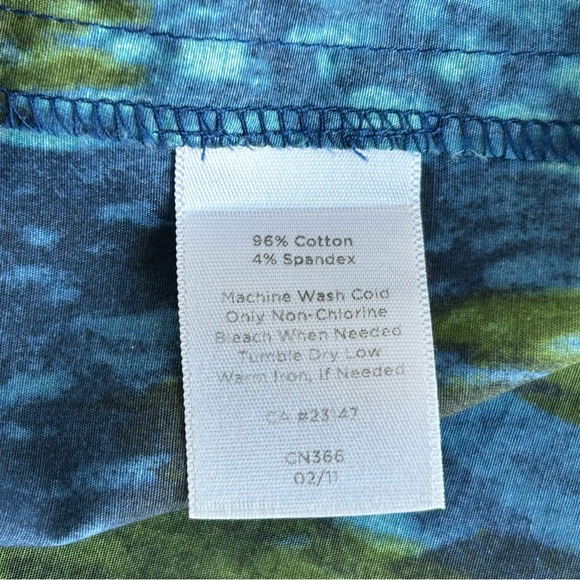 96% Cotton
4% Spandex
Machine Wash Cold
Only Non-Chlorine
Bleach When Needed
Tumble Dry Low
Warm Iron, If Needed
CA
CN366
02/11